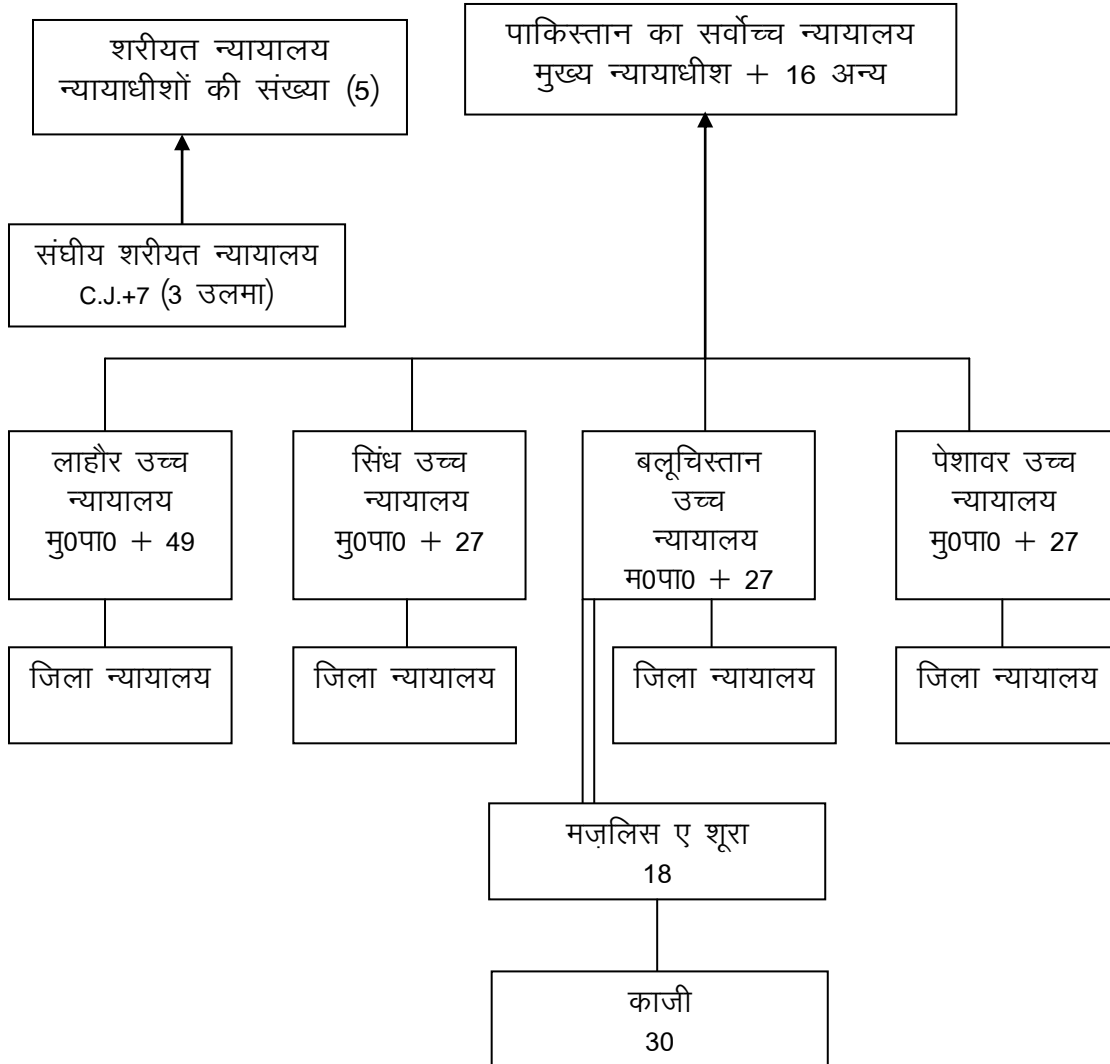 शरीयत न्यायालय
न्यायाधीशों की संख्या (5)
पाकिस्तान का सर्वोच्च न्यायालय
मुख्य न्यायाधीश + 16 अन्य
संघीय शरीयत न्यायालय
C.J.+7 (3 उलमा)
लाहौर उच्च
न्यायालय
मु0पा0 + 49
सिंध उच्च
न्यायालय
मु0पा0 + 27
बलूचिस्तान
उच्च
न्यायालय
म0पा0 + 27
पेशावर उच्च
न्यायालय
मु0पा0 + 27
जिला न्यायालय
जिला न्यायालय
जिला न्यायालय
जिला न्यायालय
मज़लिस ए शूरा
18
काजी
30